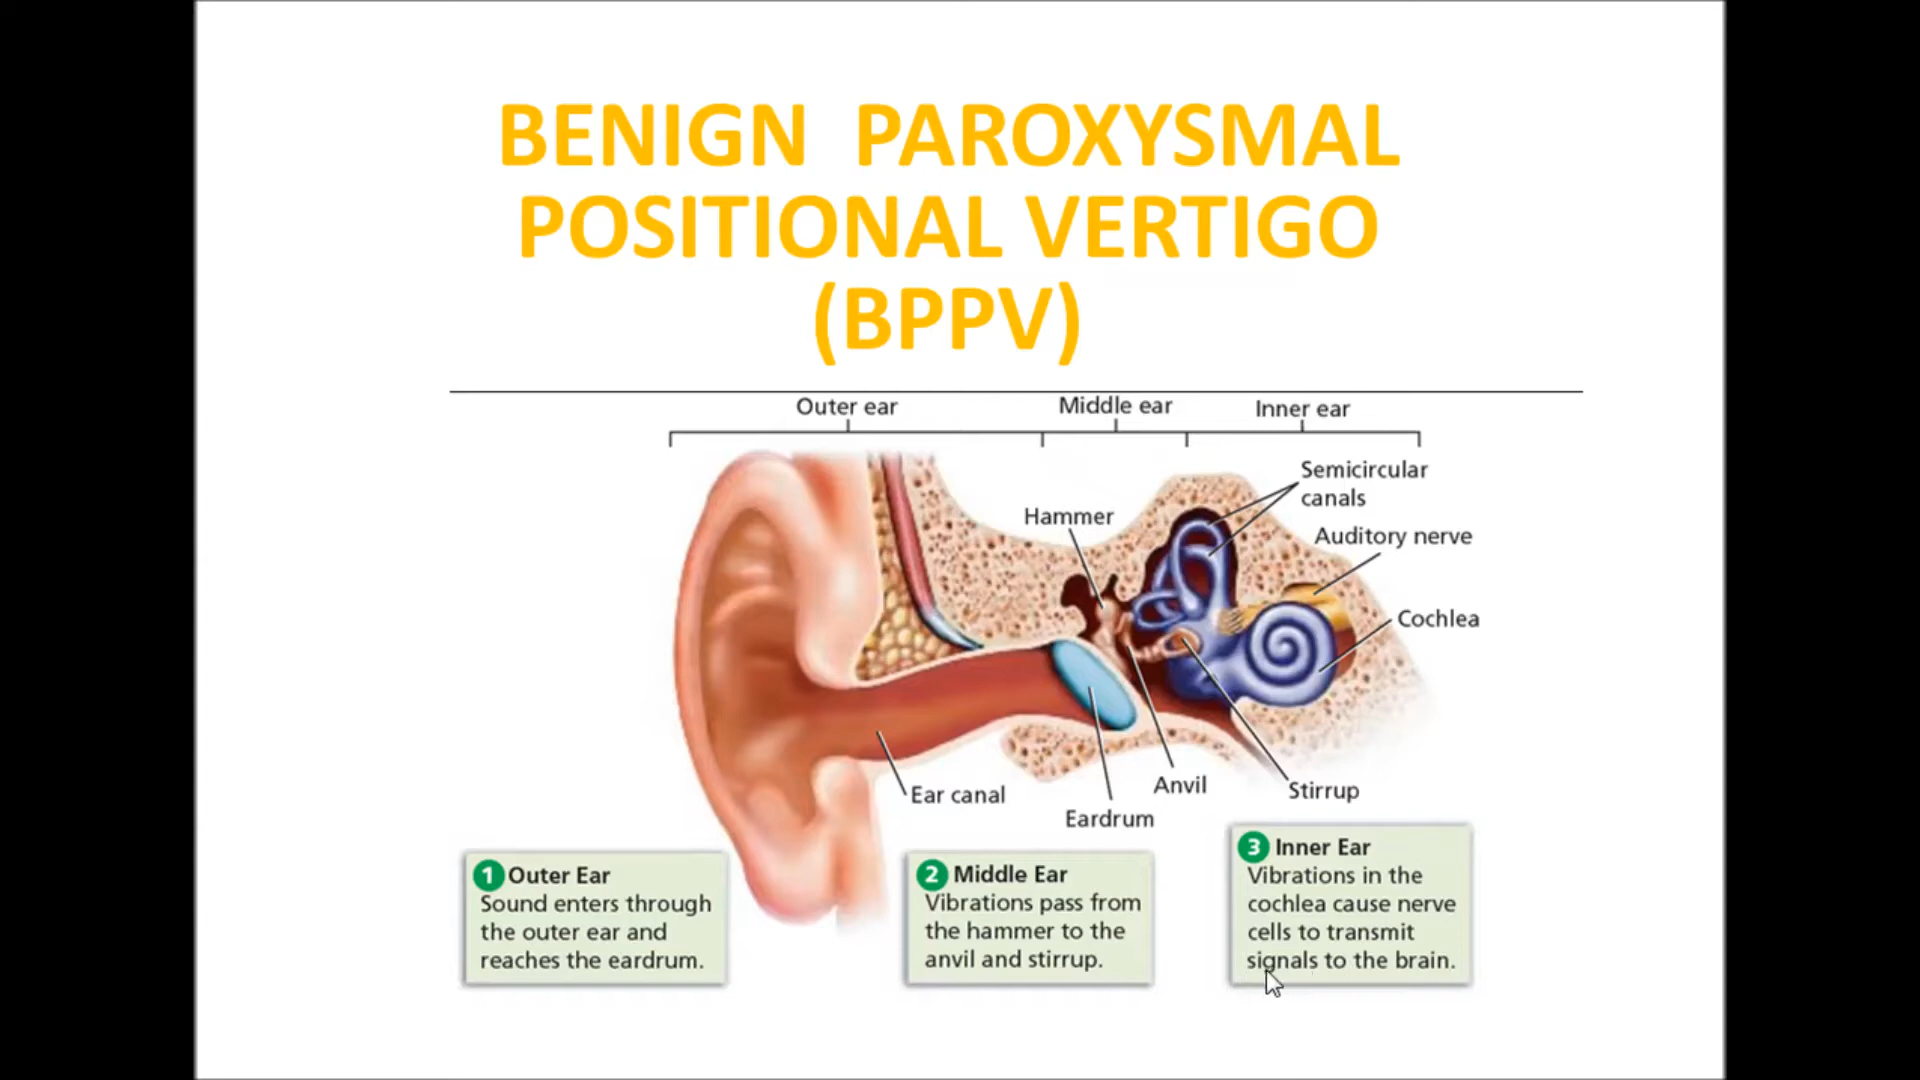 BENIGN PAROXYSMAL
POSITIONAL VERTIGO
(BPPV)
Outer ear
Middle ear
Inner ear
Semicircular
canals
Hammer
Auditory nerve
Cochlea
Ear canal
Eardrum
Anvil
Stirrup
1 Outer Ear
Sound enters through
the outer ear and
reaches the eardrum.
2 Middle Ear
Vibrations pass from
the hammer to the
anvil and stirrup.
3 Inner Ear
Vibrations in the
cochlea cause nerve
cells to transmit
signals to the brain.